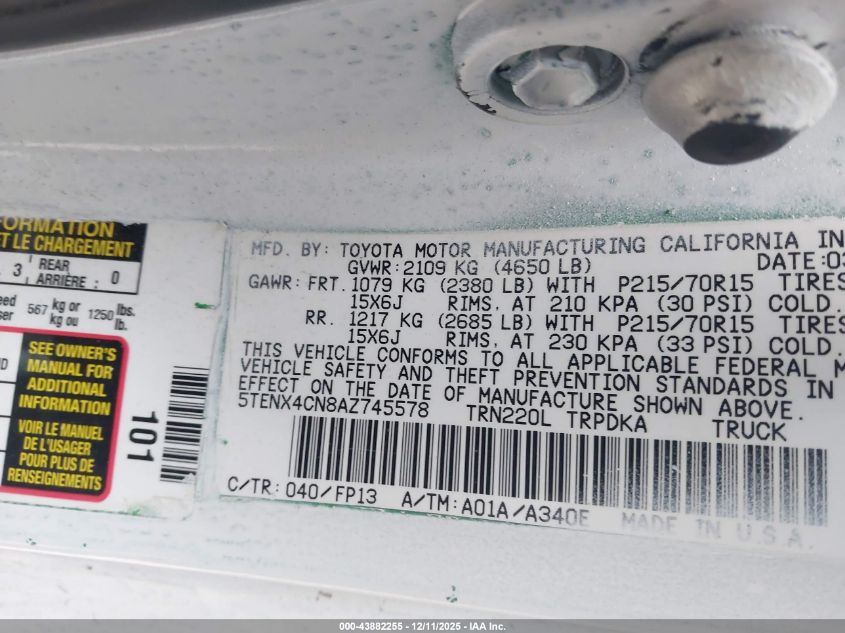 FORMATION
ET LE CHARGEMENT
3 REAR ARRIÈRE : 0
567 kg or kg ou 1250 lbs. lb.
SEE OWNER'S
MANUAL FOR
ADDITIONAL
INFORMATION
VOIR LE MANUEL
DE L'USAGER
POUR PLUS DE
RENSEIGNEMENTS
101
MFD. BY: TOYOTA MOTOR MANUFACTURING CALIFORNIA IN
GVWR:2109 KG (4650 LB) DATE:03
GAWR: FRT. 1079 KG (2380 LB) WITH P215/70R15 TIRES
15X6J RIMS, AT 210 KPA (30 PSI) COLD.
RR. 1217 KG (2685 LB) WITH P215/70R15 TIRES
15X6J RIMS, AT 230 KPA (33 PSI) COLD.
THIS VEHICLE CONFORMS TO ALL APPLICABLE FEDERAL M
VEHICLE SAFETY AND THEFT PREVENTION STANDARDS IN
EFFECT ON THE DATE OF MANUFACTURE SHOWN ABOVE.
5TENX4CN8AZ745578 TRN220L TRPDKA TRUCK
C/TR: 040/FP13 A/TM:A01A/A340E MADE IN U.S.A.
000-43882255 - 12/11/2025 - IAA Inc.